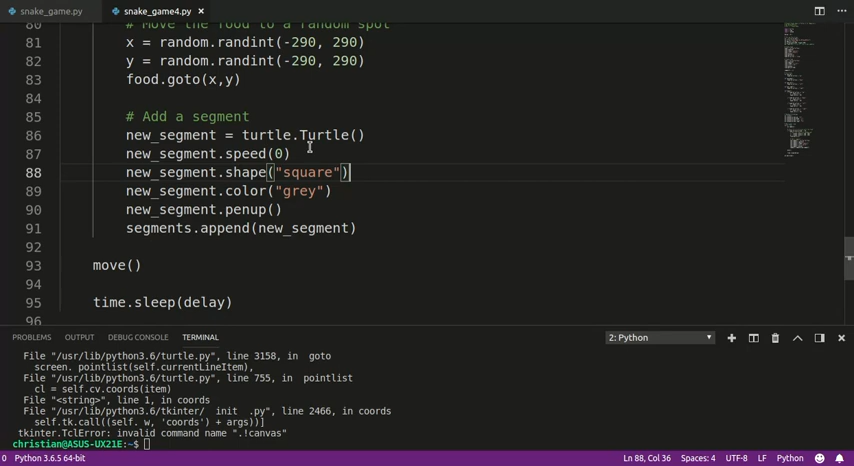 snake_game.py
snake_game4.py ×
80 # Move the food to a random spot
81 x = random.randint(-290, 290)
82 y = random.randint(-290, 290)
83 food.goto(x,y)
84
85 # Add a segment
86 new_segment = turtle.Turtle()
87 new_segment.speed(0)
88 new_segment.shape("square")
89 new_segment.color("grey")
90 new_segment.penup()
91 segments.append(new_segment)
92
93 move()
94
95 time.sleep(delay)
96
PROBLEMS OUTPUT DEBUG CONSOLE TERMINAL 2: Python
File "/usr/lib/python3.6/turtle.py", line 3158, in goto
screen. pointlist(self.currentLineItem),
File "/usr/lib/python3.6/turtle.py", line 755, in pointlist
cl = self.cv.coords(item)
File "<string>", line 1, in coords
File "/usr/lib/python3.6/tkinter/ init .py", line 2466, in coords
self.tk.call((self. w, 'coords') + args))]
tkinter.TclError: invalid command name ".!canvas"
christian@ASUS-UX21E:~$
0 Python 3.6.5 64-bit Ln 88, Col 36 Spaces: 4 UTF-8 LF Python